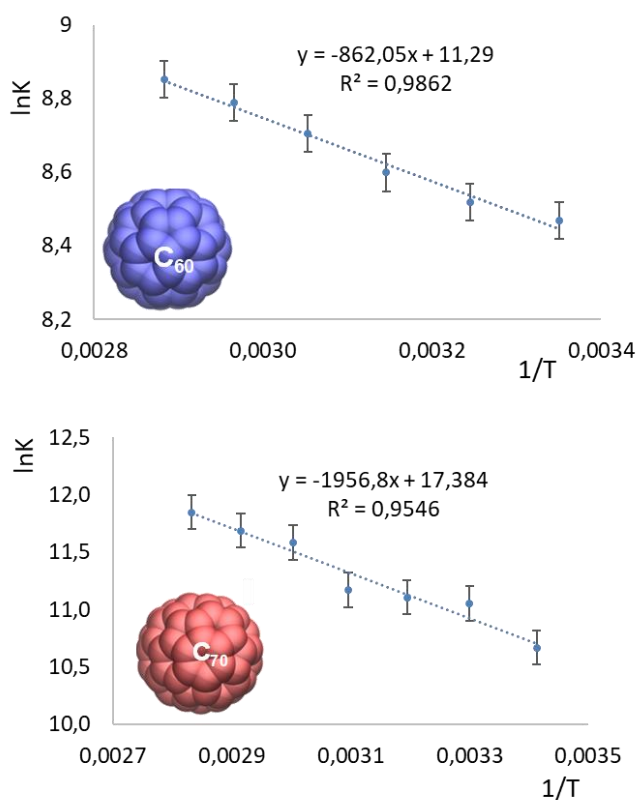 9
8,8
8,6
8,4
8,2
lnK
y = -862,05x + 11,29
R² = 0,9862
C₆₀
0,0028
0,0030
0,0032
0,0034
1/T
12,5
12,0
11,5
11,0
10,5
10,0
lnK
y = -1956,8x + 17,384
R² = 0,9546
C₇₀
0,0027
0,0029
0,0031
0,0033
0,0035
1/T